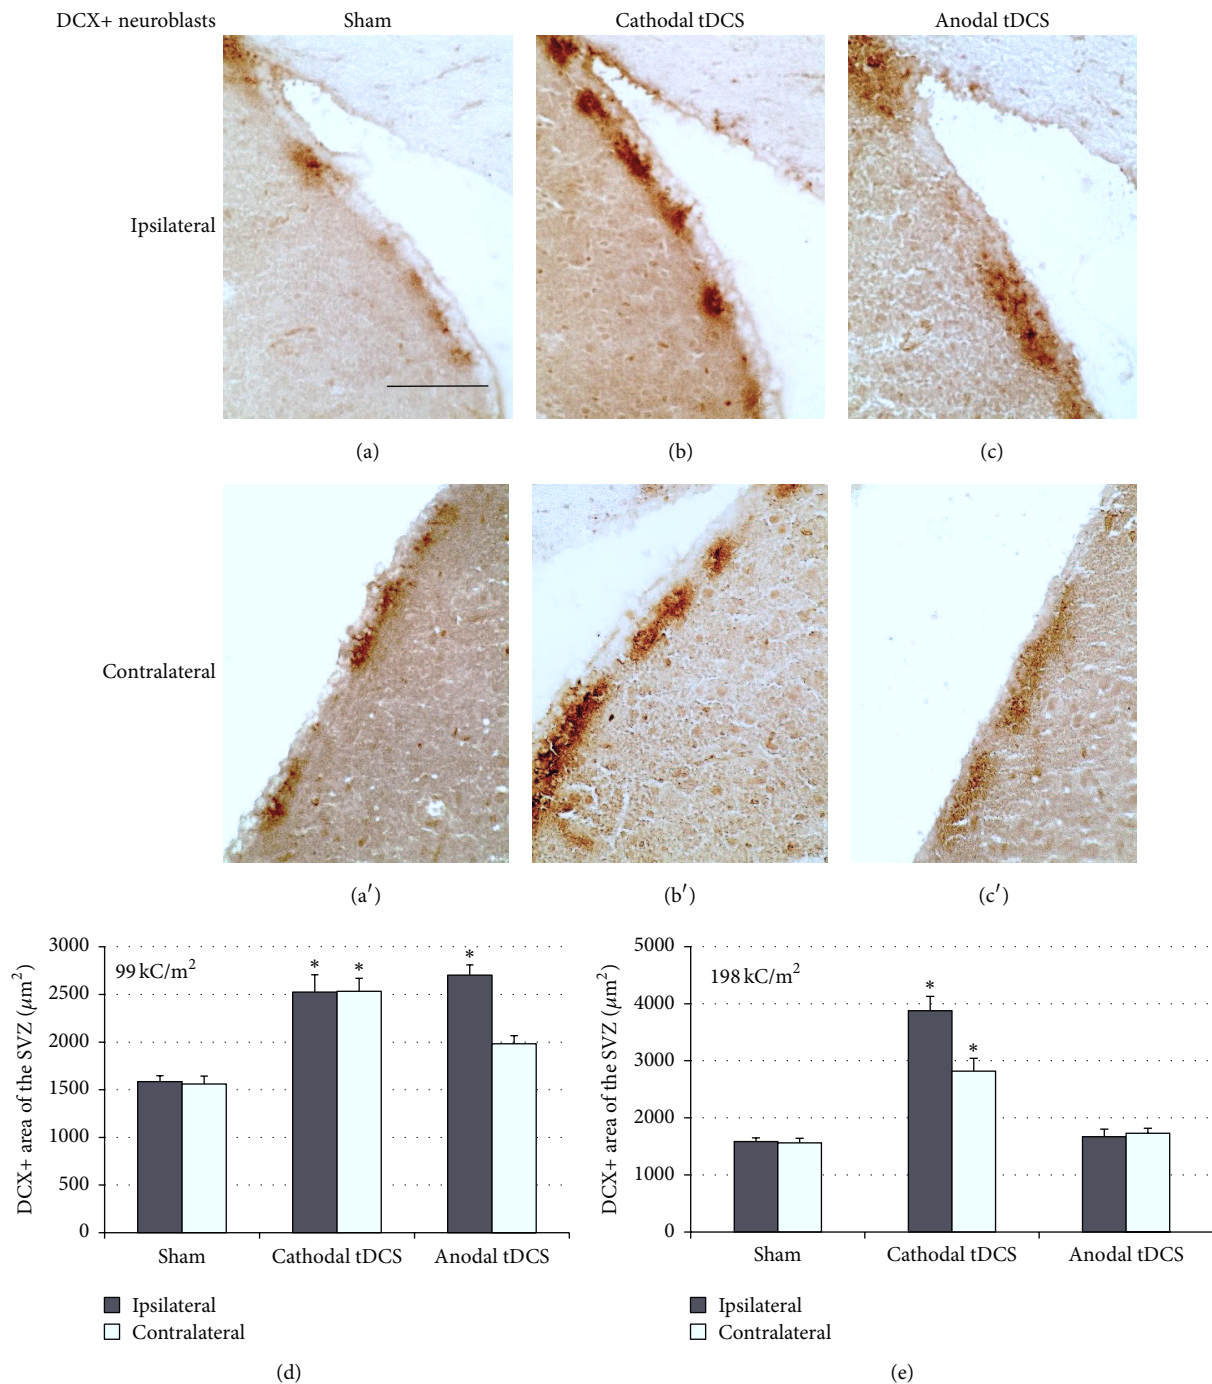 DCX+ neuroblasts Sham Cathodal tDCS Anodal tDCS
Ipsilateral
(a) (b) (c)
Contralateral
(a′) (b′) (c′)
DCX+ area of the SVZ (μm²)
3000
2500
2000
1500
1000
500
0
99 kC/m²
* * *
Sham Cathodal tDCS Anodal tDCS
Ipsilateral
Contralateral
(d)
DCX+ area of the SVZ (μm²)
5000
4000
3000
2000
1000
0
198 kC/m²
*
*
Sham Cathodal tDCS Anodal tDCS
Ipsilateral
Contralateral
(e)